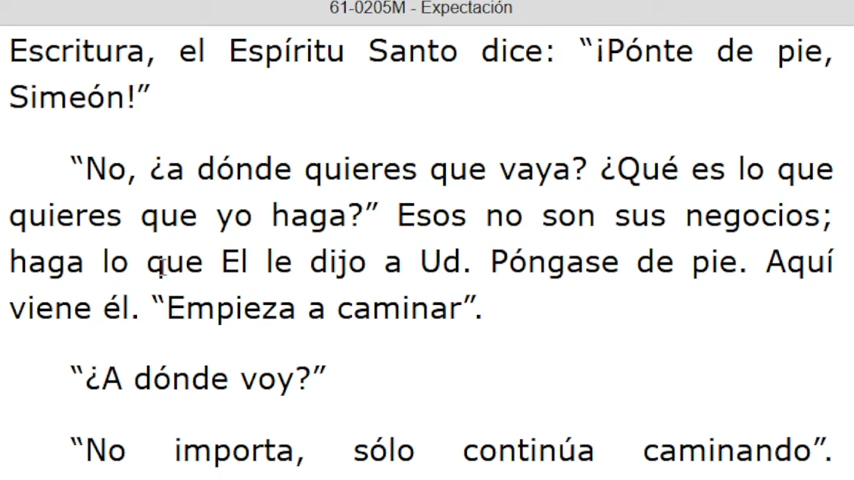 61-0205M - Expectación
Escritura, el Espíritu Santo dice: “¡Pónte de pie,
Simeón!”
“No, ¿a dónde quieres que vaya? ¿Qué es lo que
quieres que yo haga?” Esos no son sus negocios;
haga lo que El le dijo a Ud. Póngase de pie. Aquí
viene él. “Empieza a caminar”.
“¿A dónde voy?”
“No importa, sólo continúa caminando”.